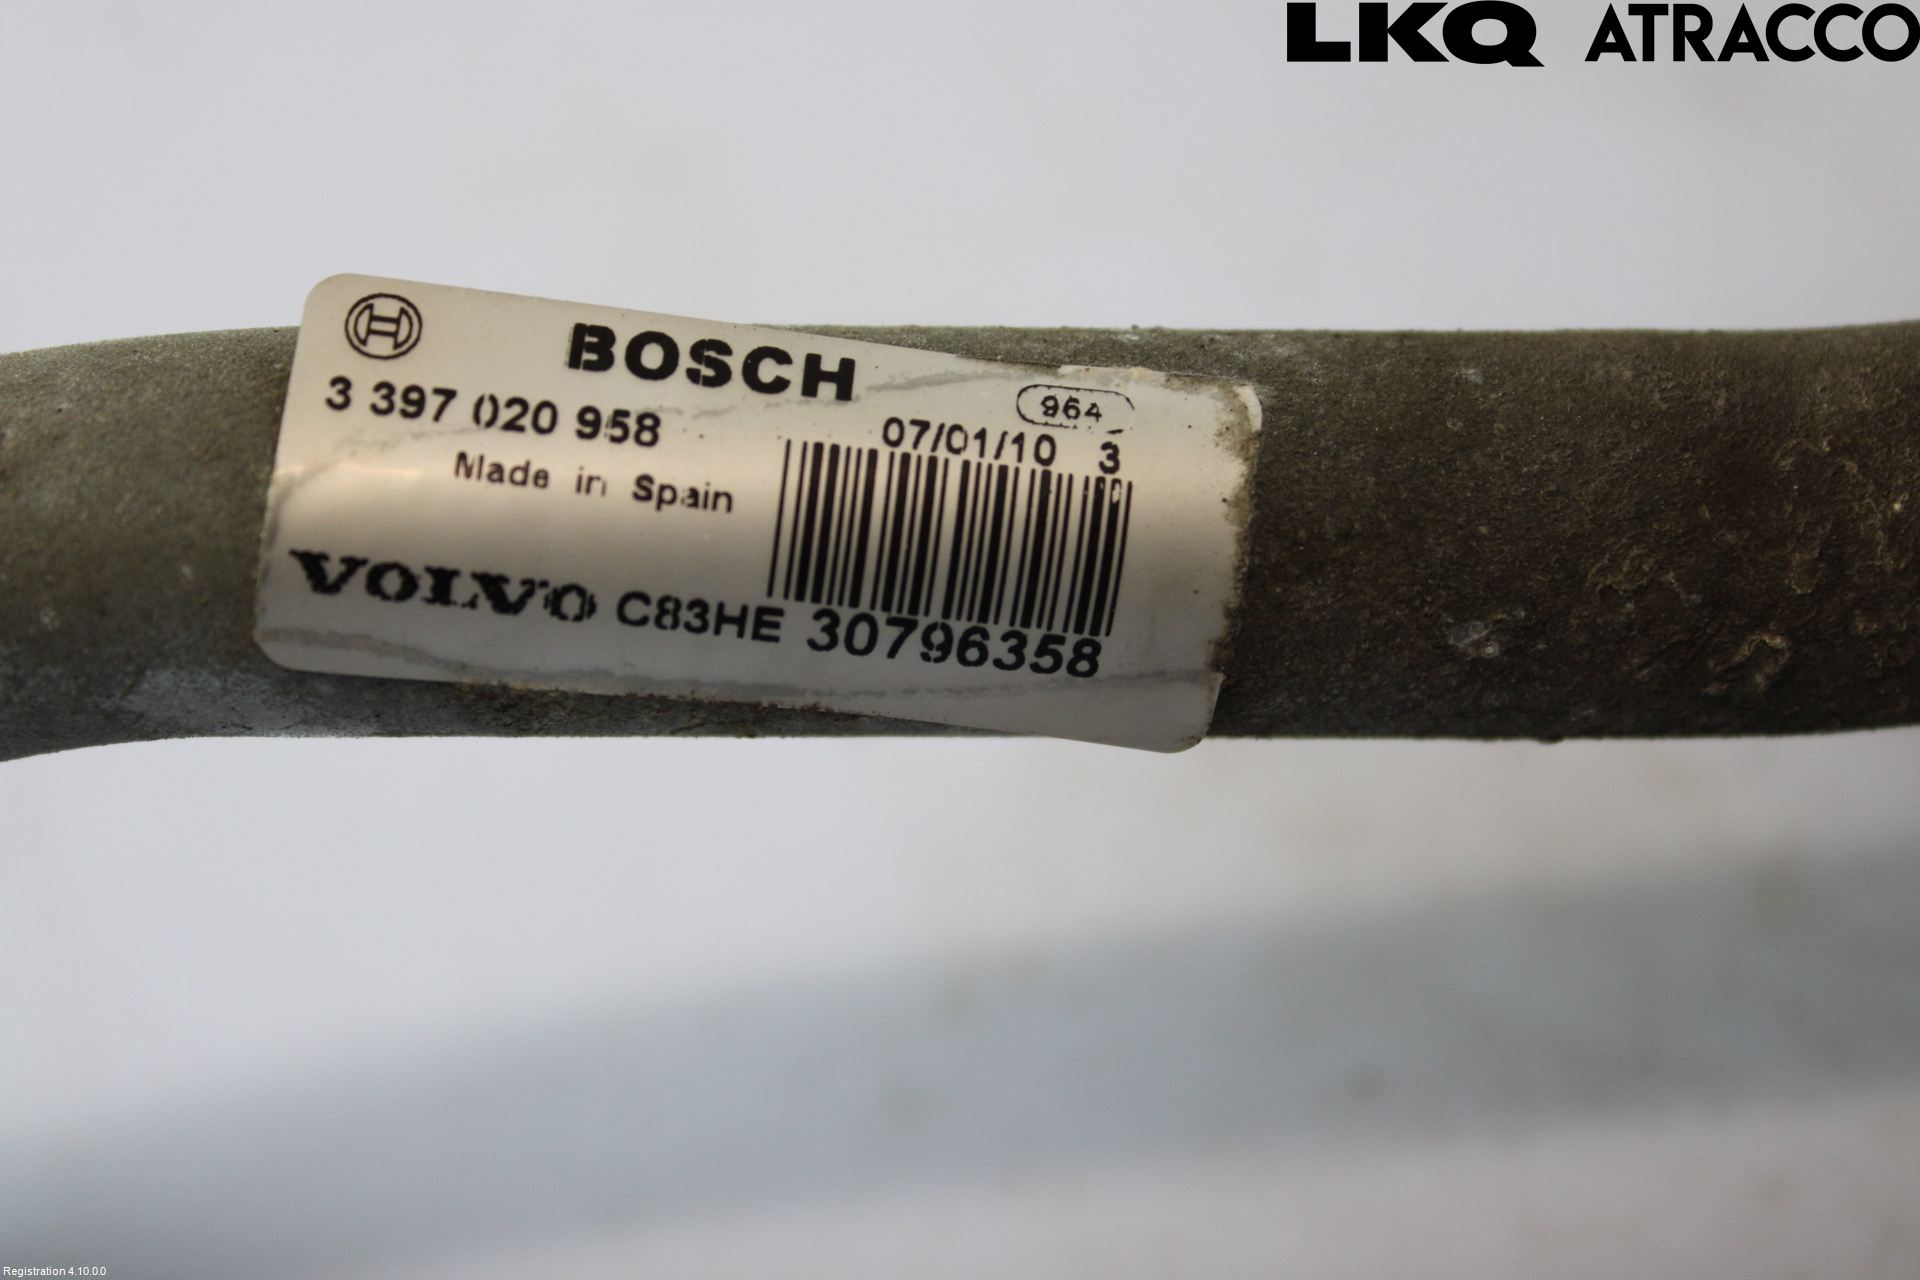 LKQ ATRACCO
BOSCH
3 397 020 958
964
07/01/10 3
Made in Spain
VOLVO C83HE 30796358
Registration 4.10.0.0